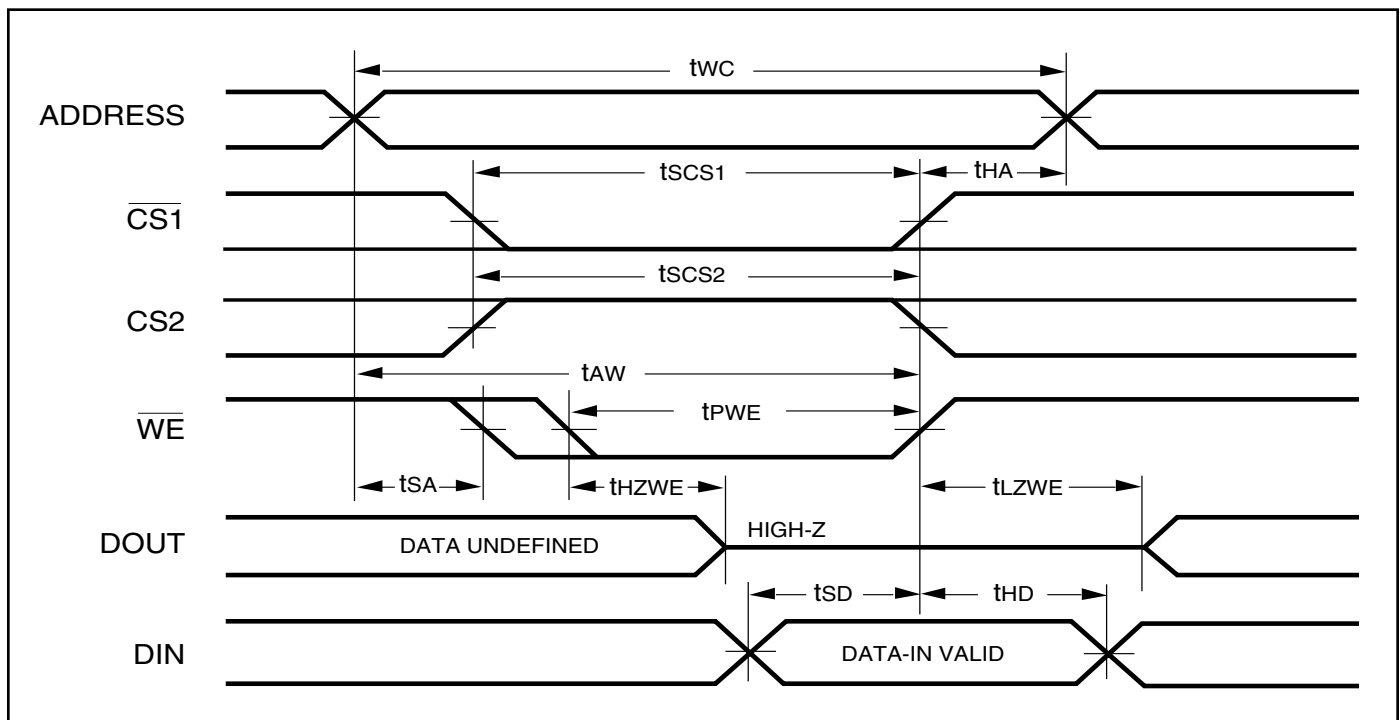 tWC
ADDRESS
tSCS1
tHA
CS1
tSCS2
CS2
tAW
tPWE
WE
tSA
tHZWE
tLZWE
DOUT
DATA UNDEFINED
HIGH-Z
tSD
tHD
DIN
DATA-IN VALID